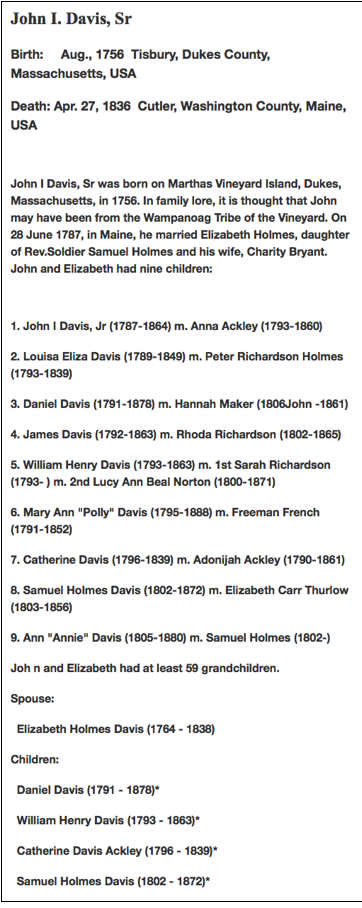 John I. Davis, Sr
Birth: Aug., 1756 Tisbury, Dukes County,
Massachusetts, USA
Death: Apr. 27, 1836 Cutler, Washington County, Maine,
USA
John I Davis, Sr was born on Marthas Vineyard Island, Dukes,
Massachusetts, in 1756. In family lore, it is thought that John
may have been from the Wampanoag Tribe of the Vineyard. On
28 June 1787, in Maine, he married Elizabeth Holmes, daughter
of Rev.Soldier Samuel Holmes and his wife, Charity Bryant.
John and Elizabeth had nine children:
1. John I Davis, Jr (1787-1864) m. Anna Ackley (1793-1860)
2. Louisa Eliza Davis (1789-1849) m. Peter Richardson Holmes
(1793-1839)
3. Daniel Davis (1791-1878) m. Hannah Maker (1806John -1861)
4. James Davis (1792-1863) m. Rhoda Richardson (1802-1865)
5. William Henry Davis (1793-1863) m. 1st Sarah Richardson
(1793- ) m. 2nd Lucy Ann Beal Norton (1800-1871)
6. Mary Ann "Polly" Davis (1795-1888) m. Freeman French
(1791-1852)
7. Catherine Davis (1796-1839) m. Adonijah Ackley (1790-1861)
8. Samuel Holmes Davis (1802-1872) m. Elizabeth Carr Thurlow
(1803-1856)
9. Ann "Annie" Davis (1805-1880) m. Samuel Holmes (1802-)
Joh n and Elizabeth had at least 59 grandchildren.
Spouse:
Elizabeth Holmes Davis (1764 - 1838)
Children:
Daniel Davis (1791 - 1878)*
William Henry Davis (1793 - 1863)*
Catherine Davis Ackley (1796 - 1839)*
Samuel Holmes Davis (1802 - 1872)*